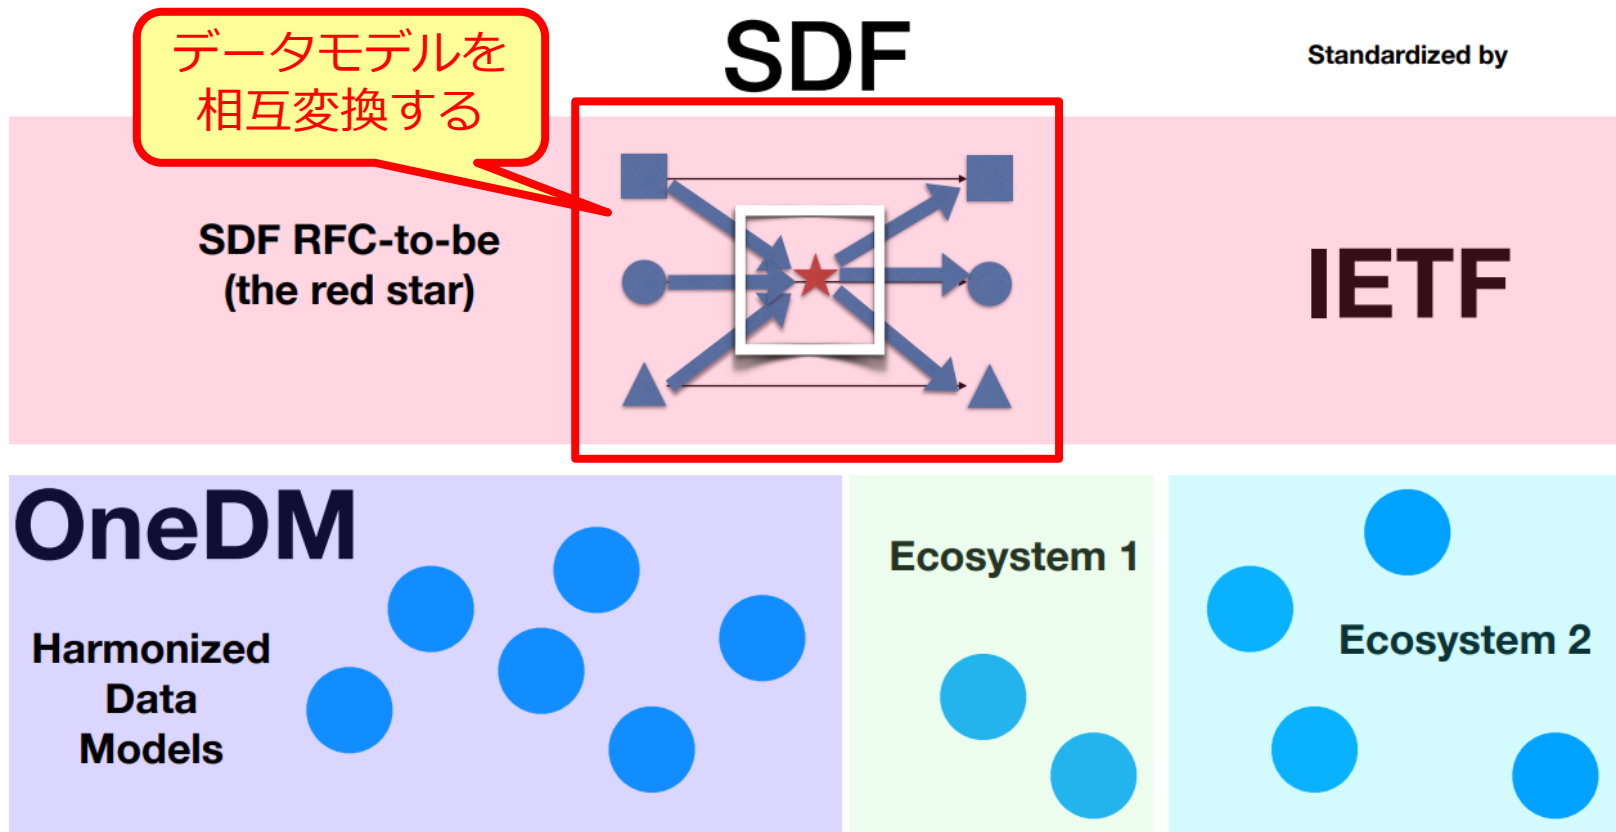 データモデルを
相互変換する
SDF
Standardized by
SDF RFC-to-be
(the red star)
IETF
OneDM
Harmonized
Data
Models
Ecosystem 1
Ecosystem 2